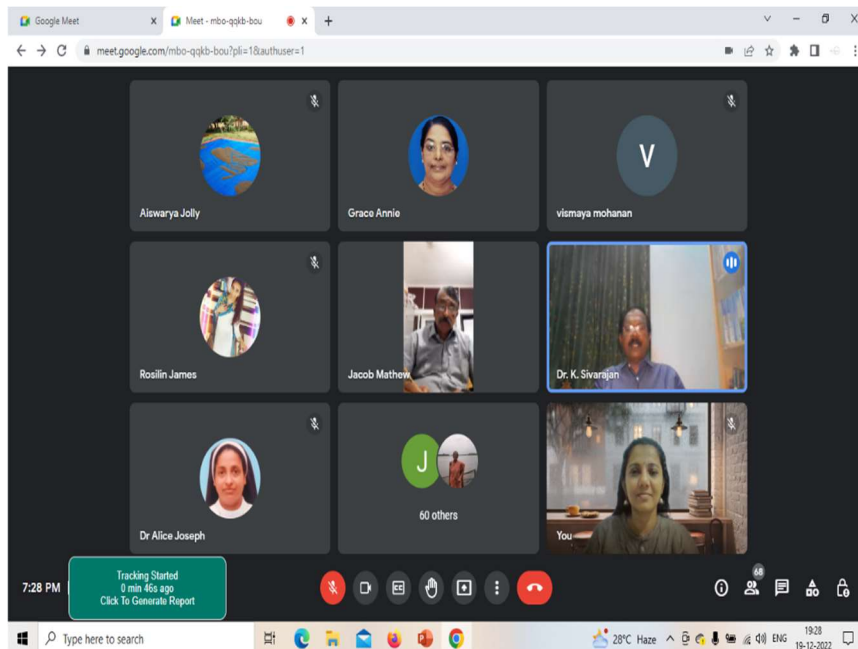 Google Meet
Meet - mbo-qqkb-bou
meet.google.com/mbo-qqkb-bou?pli=1&authuser=1
Aiswarya Jolly
Grace Annie
V
vismaya mohanan
Rosilin James
Jacob Mathew
Dr. K. Sivarajan
Dr Alice Joseph
J
60 others
You
7:28 PM
Tracking Started
0 min 46s ago
Click To Generate Report
68
Type here to search
28°C Haze
ENG
19:28
19-12-2022